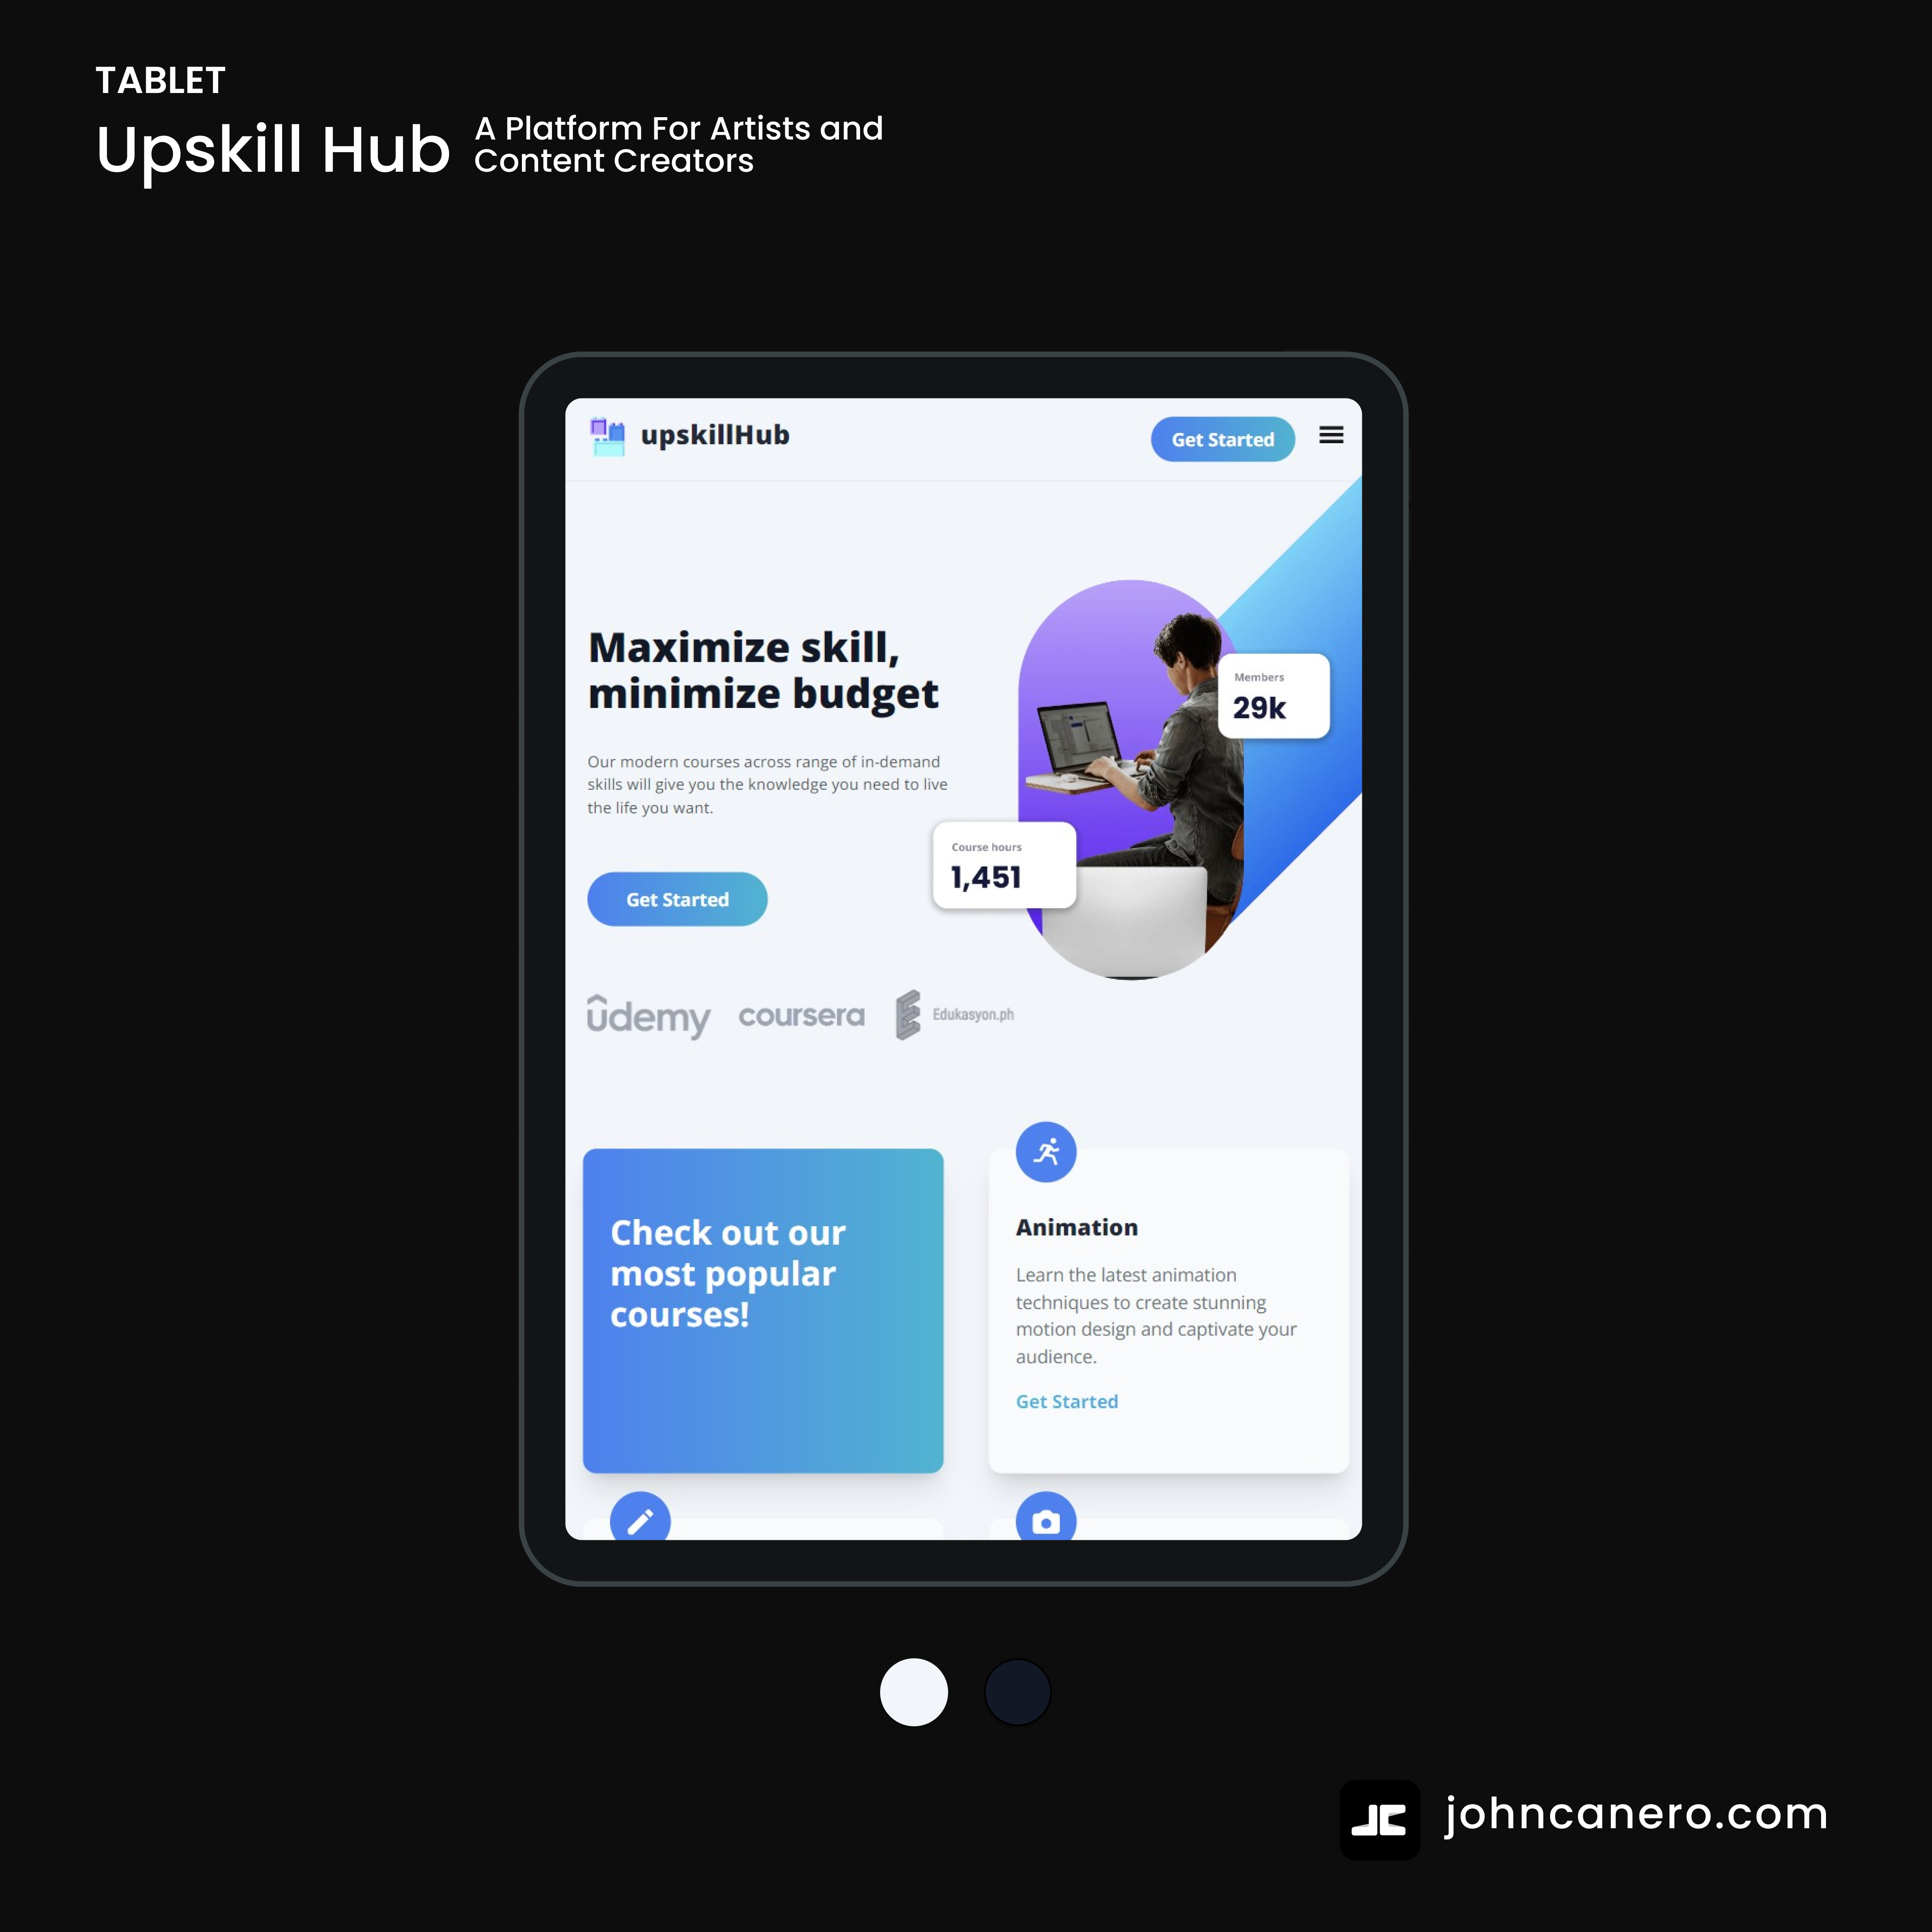 TABLET
Upskill Hub
A Platform For Artists and
Content Creators
upskillHub
Get Started
Maximize skill,
minimize budget
Our modern courses across range of in-demand
skills will give you the knowledge you need to live
the life you want.
Get Started
Members
29k
Course hours
1,451
ûdemy
coursera
Edukasyon.ph
Check out our
most popular
courses!
Animation
Learn the latest animation
techniques to create stunning
motion design and captivate your
audience.
Get Started
JC
johncanero.com